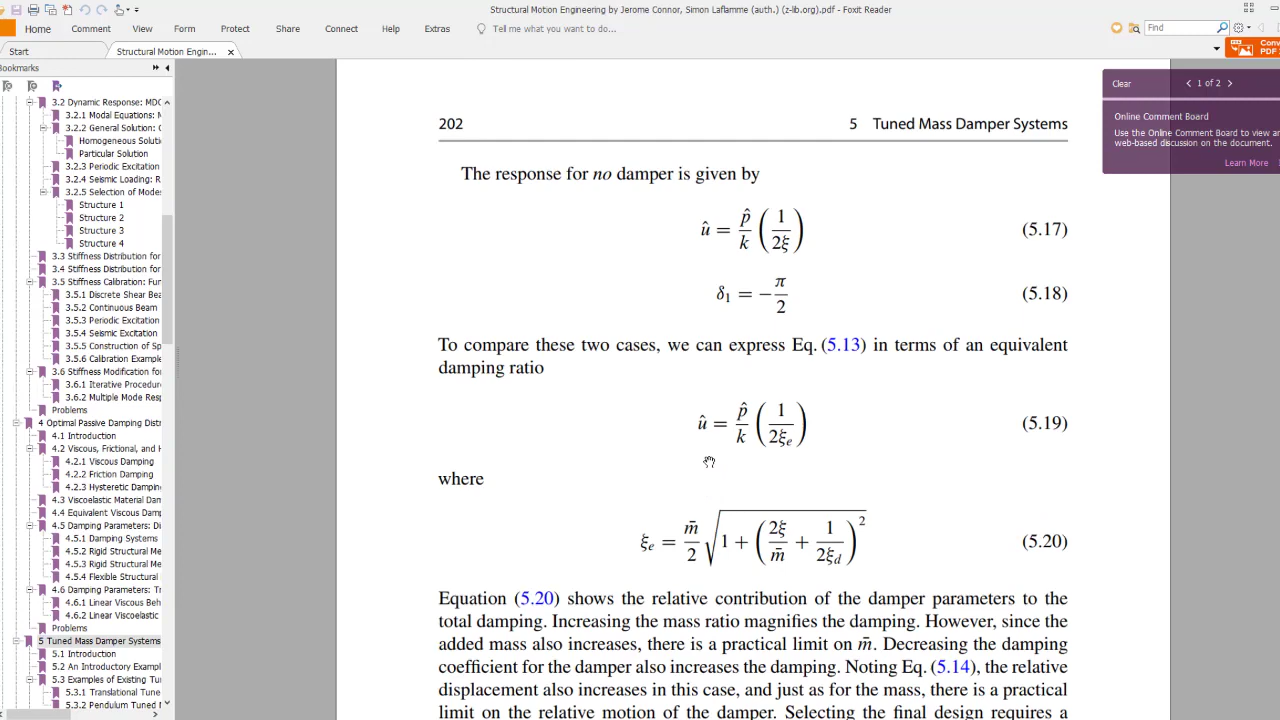 Structural Motion Engineering by Jerome Connor, Simon Laflamme (auth.) (z-lib.org).pdf - Foxit Reader
Home Comment View Form Protect Share Connect Help Extras Tell me what you want to do... Find
Start Structural Motion Engin... Conv
PDF
Bookmarks
3.2 Dynamic Response: MDO
3.2.1 Modal Equations: M
3.2.2 General Solution: C
Homogeneous Soluti
Particular Solution
3.2.3 Periodic Excitation
3.2.4 Seismic Loading: R
3.2.5 Selection of Modes
Structure 1
Structure 2
Structure 3
Structure 4
3.3 Stiffness Distribution for
3.4 Stiffness Distribution for
3.5 Stiffness Calibration: Fun
3.5.1 Discrete Shear Bea
3.5.2 Continuous Beam
3.5.3 Periodic Excitation
3.5.4 Seismic Excitation
3.5.5 Construction of Sp
3.5.6 Calibration Example
3.6 Stiffness Modification for
3.6.1 Iterative Procedure
3.6.2 Multiple Mode Resp
Problems
4 Optimal Passive Damping Dist
4.1 Introduction
4.2 Viscous, Frictional, and H
4.2.1 Viscous Damping
4.2.2 Friction Damping
4.2.3 Hysteretic Damping
4.3 Viscoelastic Material Dam
4.4 Equivalent Viscous Damp
4.5 Damping Parameters: Di
4.5.1 Damping Systems
4.5.2 Rigid Structural Me
4.5.3 Rigid Structural Me
4.5.4 Flexible Structural
4.6 Damping Parameters: T
4.6.1 Linear Viscous Beh
4.6.2 Linear Viscoelastic
Problems
5 Tuned Mass Damper Systems
5.1 Introduction
5.2 An Introductory Exampl
5.3 Examples of Existing Tu
5.3.1 Translational Tune
5.3.2 Pendulum Tuned M
202 5 Tuned Mass Damper Systems
The response for no damper is given by
û = p̂/k (1/2ξ) (5.17)
δ₁ = −π/2 (5.18)
To compare these two cases, we can express Eq. (5.13) in terms of an equivalent
damping ratio
û = p̂/k (1/2ξₑ) (5.19)
where
ξₑ = m̄/2 √(1 + (2ξ/m̄ + 1/2ξ_d)²) (5.20)
Equation (5.20) shows the relative contribution of the damper parameters to the
total damping. Increasing the mass ratio magnifies the damping. However, since the
added mass also increases, there is a practical limit on m̄. Decreasing the damping
coefficient for the damper also increases the damping. Noting Eq. (5.14), the relative
displacement also increases in this case, and just as for the mass, there is a practical
limit on the relative motion of the damper. Selecting the final design requires a
Clear 1 of 2
Online Comment Board
Use the Online Comment Board to view an
web-based discussion on the document.
Learn More